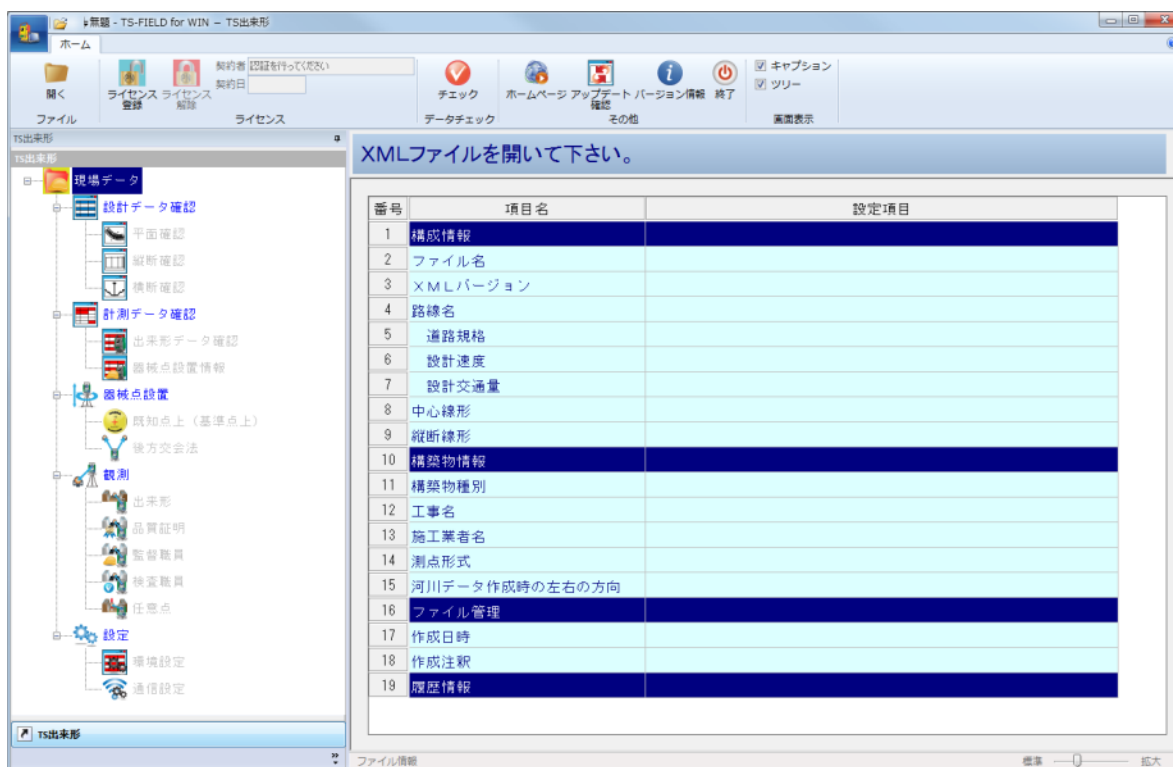 無題 - TS-FIELD for WIN － TS出来形
ホーム
開く
ファイル
ライセンス登録
ライセンス解除
契約者 認証を行ってください
契約日
ライセンス
チェック
データチェック
ホームページ
アップデート確認
バージョン情報
終了
その他
キャプション
ツリー
画面表示
TS出来形
TS出来形
現場データ
設計データ確認
平面確認
縦断確認
横断確認
計測データ確認
出来形データ確認
器械点設置情報
器械点設置
既知点上（基準点上）
後方交会法
観測
出来形
品質証明
監督職員
検査職員
任意点
設定
環境設定
通信設定
TS出来形
XMLファイルを開いて下さい。
番号 項目名 設定項目
1 構成情報
2 ファイル名
3 ＸＭＬバージョン
4 路線名
5 道路規格
6 設計速度
7 設計交通量
8 中心線形
9 縦断線形
10 構築物情報
11 構築物種別
12 工事名
13 施工業者名
14 測点形式
15 河川データ作成時の左右の方向
16 ファイル管理
17 作成日時
18 作成注釈
19 履歴情報
ファイル情報
標準 拡大